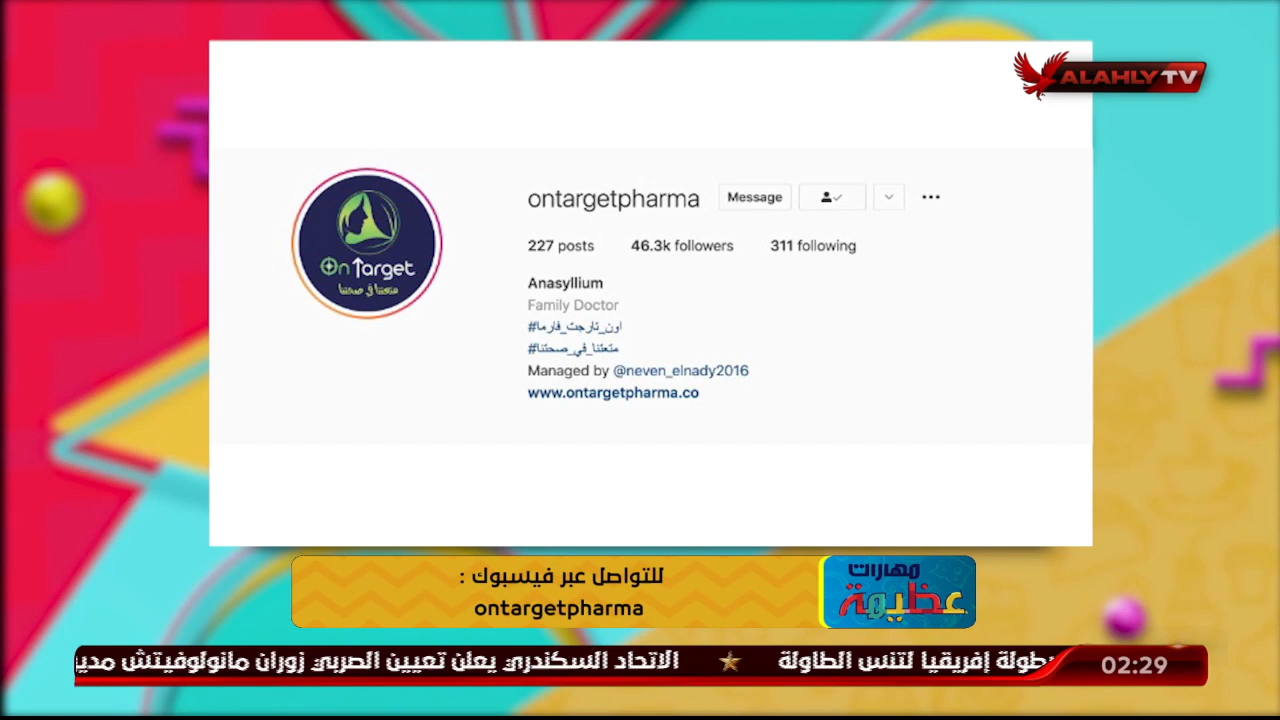 ALAHLY TV
ontargetpharma
Message
227 posts
46.3k followers
311 following
On Target
متعتنا في صحتنا
Anasyllium
Family Doctor
#اون_تارجت_فارما
#متعتنا_في_صحتنا
Managed by @neven_elnady2016
www.ontargetpharma.co
مهارات
عظيمة
للتواصل عبر فيسبوك :
ontargetpharma
بطولة إفريقيا لتنس الطاولة ★ الاتحاد السكندري يعلن تعيين الصربي زوران مانولوفيتش
02:29